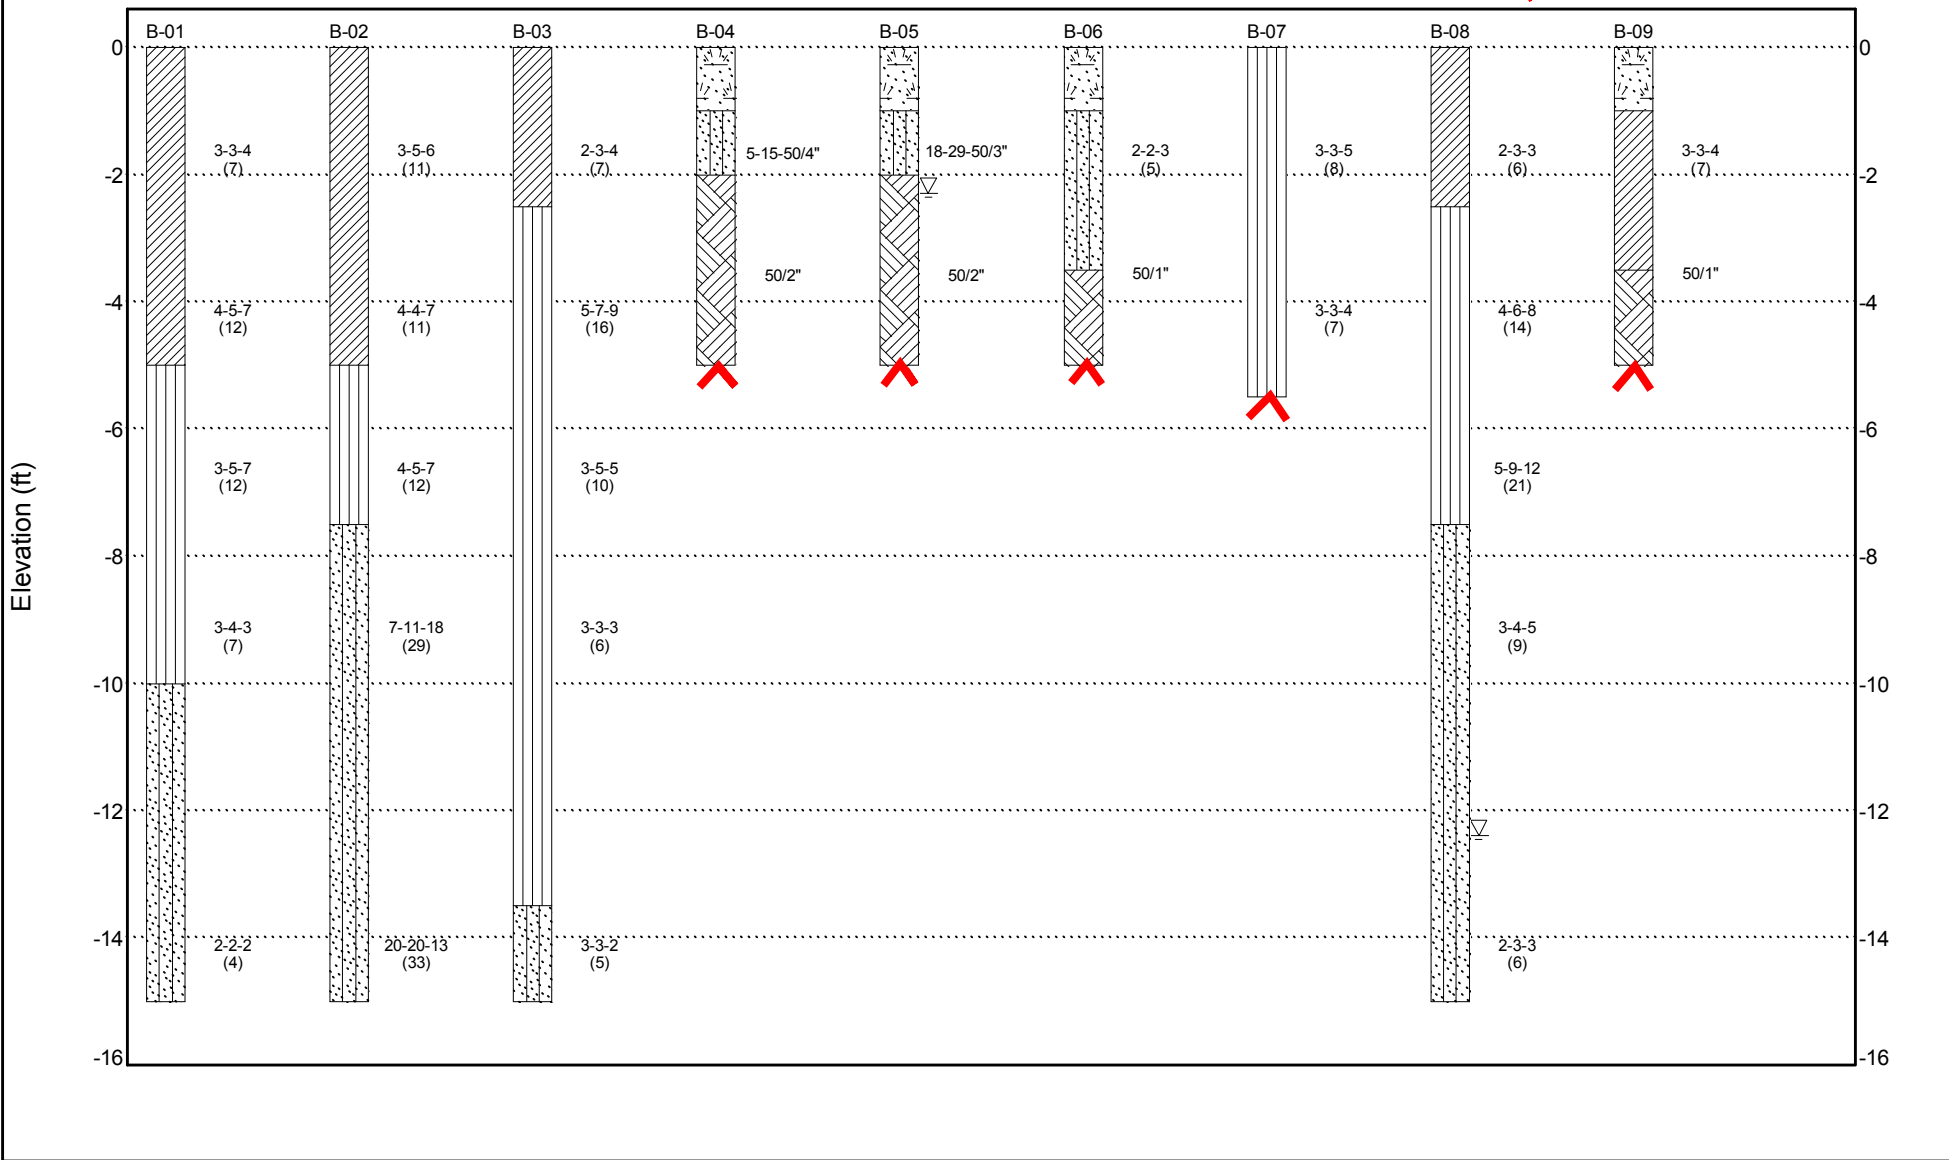 B-01 B-02 B-03 B-04 B-05 B-06 B-07 B-08 B-09
0 0
3-3-4 3-5-6 2-3-4 5-15-50/4" 18-29-50/3" 2-2-3 3-3-5 2-3-3 3-3-4
(7) (11) (7) (5) (8) (6) (7)
-2 -2
50/2" 50/2" 50/1" 50/1"
-4 -4
4-5-7 4-4-7 5-7-9 3-3-4 4-6-8
(12) (11) (16) (7) (14)
-6 -6
3-5-7 4-5-7 3-5-5 5-9-12
(12) (12) (10) (21)
Elevation (ft)
-8 -8
3-4-3 7-11-18 3-3-3 3-4-5
(7) (29) (6) (9)
-10 -10
-12 -12
-14 -14
2-2-2 20-20-13 3-3-2 2-3-3
(4) (33) (5) (6)
-16 -16